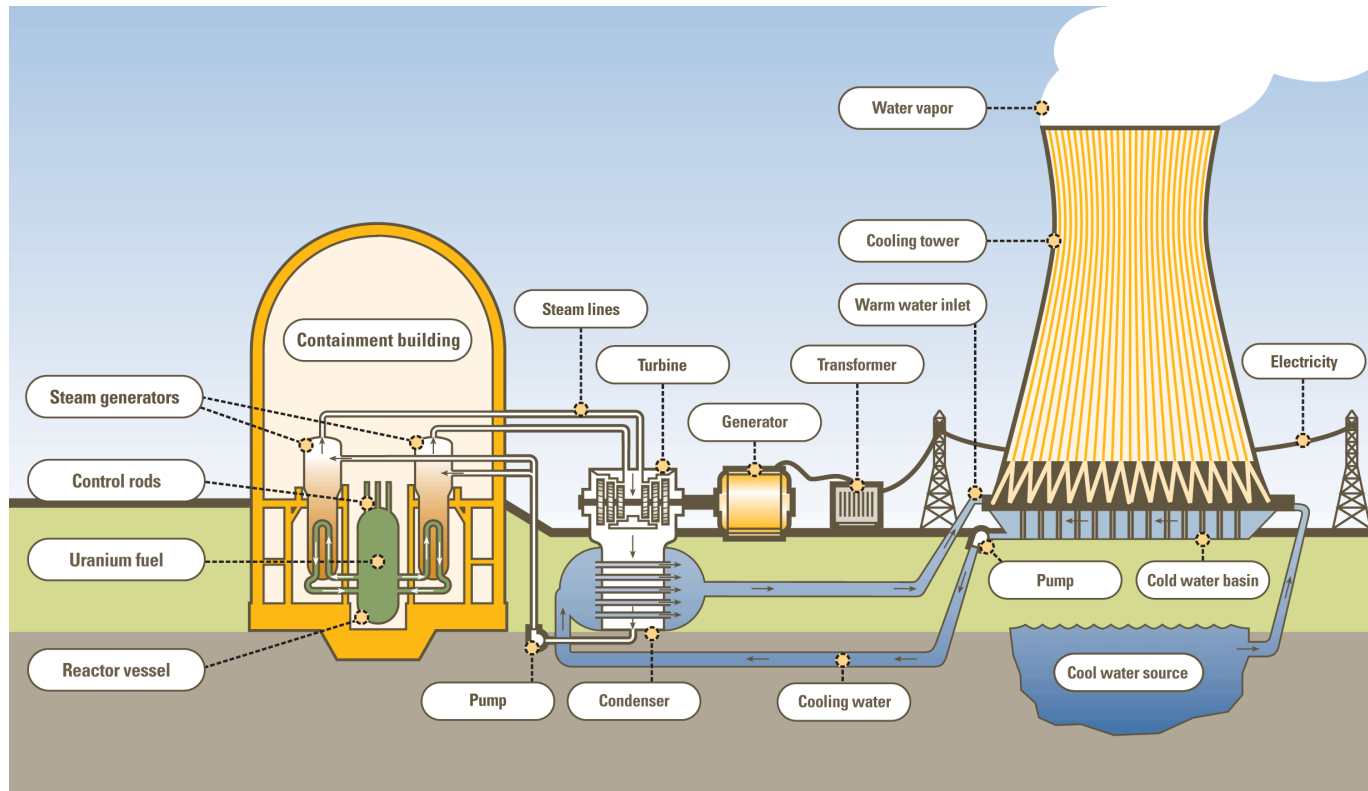 Water vapor
Cooling tower
Steam lines
Warm water inlet
Containment building
Turbine
Transformer
Electricity
Steam generators
Generator
Control rods
Uranium fuel
Pump
Cold water basin
Reactor vessel
Cool water source
Pump
Condenser
Cooling water